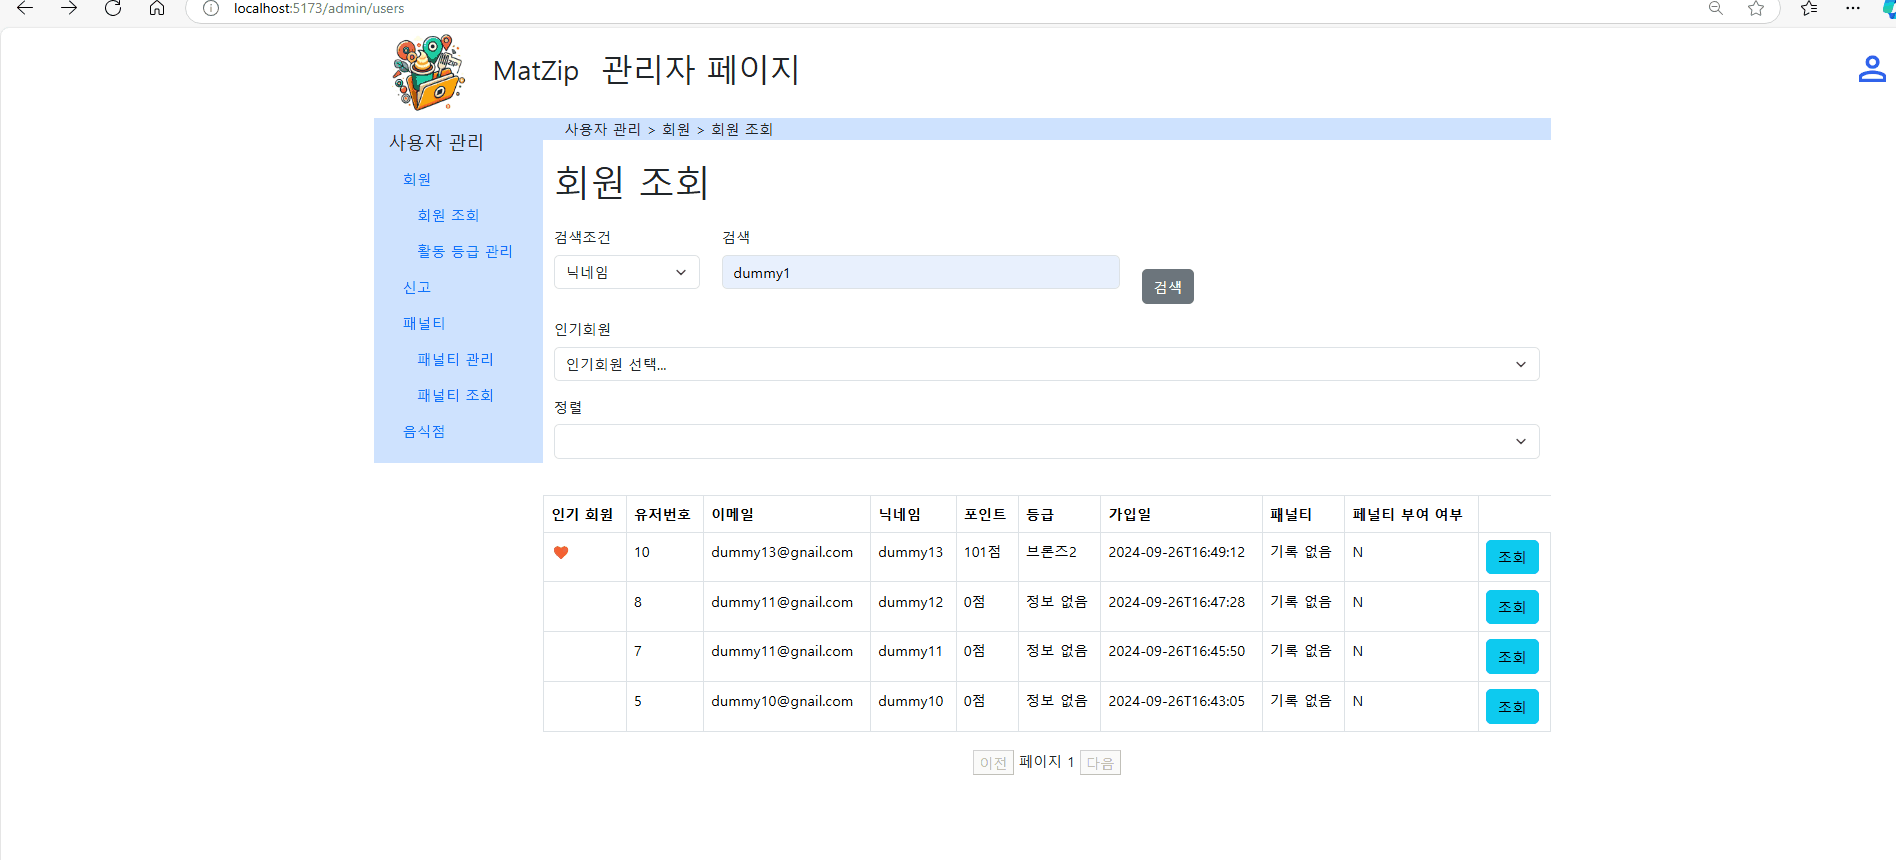 localhost:5173/admin/users
MatZip 관리자 페이지
사용자 관리
회원
회원 조회
활동 등급 관리
신고
패널티
패널티 관리
패널티 조회
음식점
사용자 관리 > 회원 > 회원 조회
회원 조회
검색조건 검색
닉네임 dummy1 검색
인기회원
인기회원 선택...
정렬
인기 회원 유저번호 이메일 닉네임 포인트 등급 가입일 패널티 페널티 부여 여부
10 dummy13@gnail.com dummy13 101점 브론즈2 2024-09-26T16:49:12 기록 없음 N 조회
8 dummy11@gnail.com dummy12 0점 정보 없음 2024-09-26T16:47:28 기록 없음 N 조회
7 dummy11@gnail.com dummy11 0점 정보 없음 2024-09-26T16:45:50 기록 없음 N 조회
5 dummy10@gnail.com dummy10 0점 정보 없음 2024-09-26T16:43:05 기록 없음 N 조회
이전 페이지 1 다음